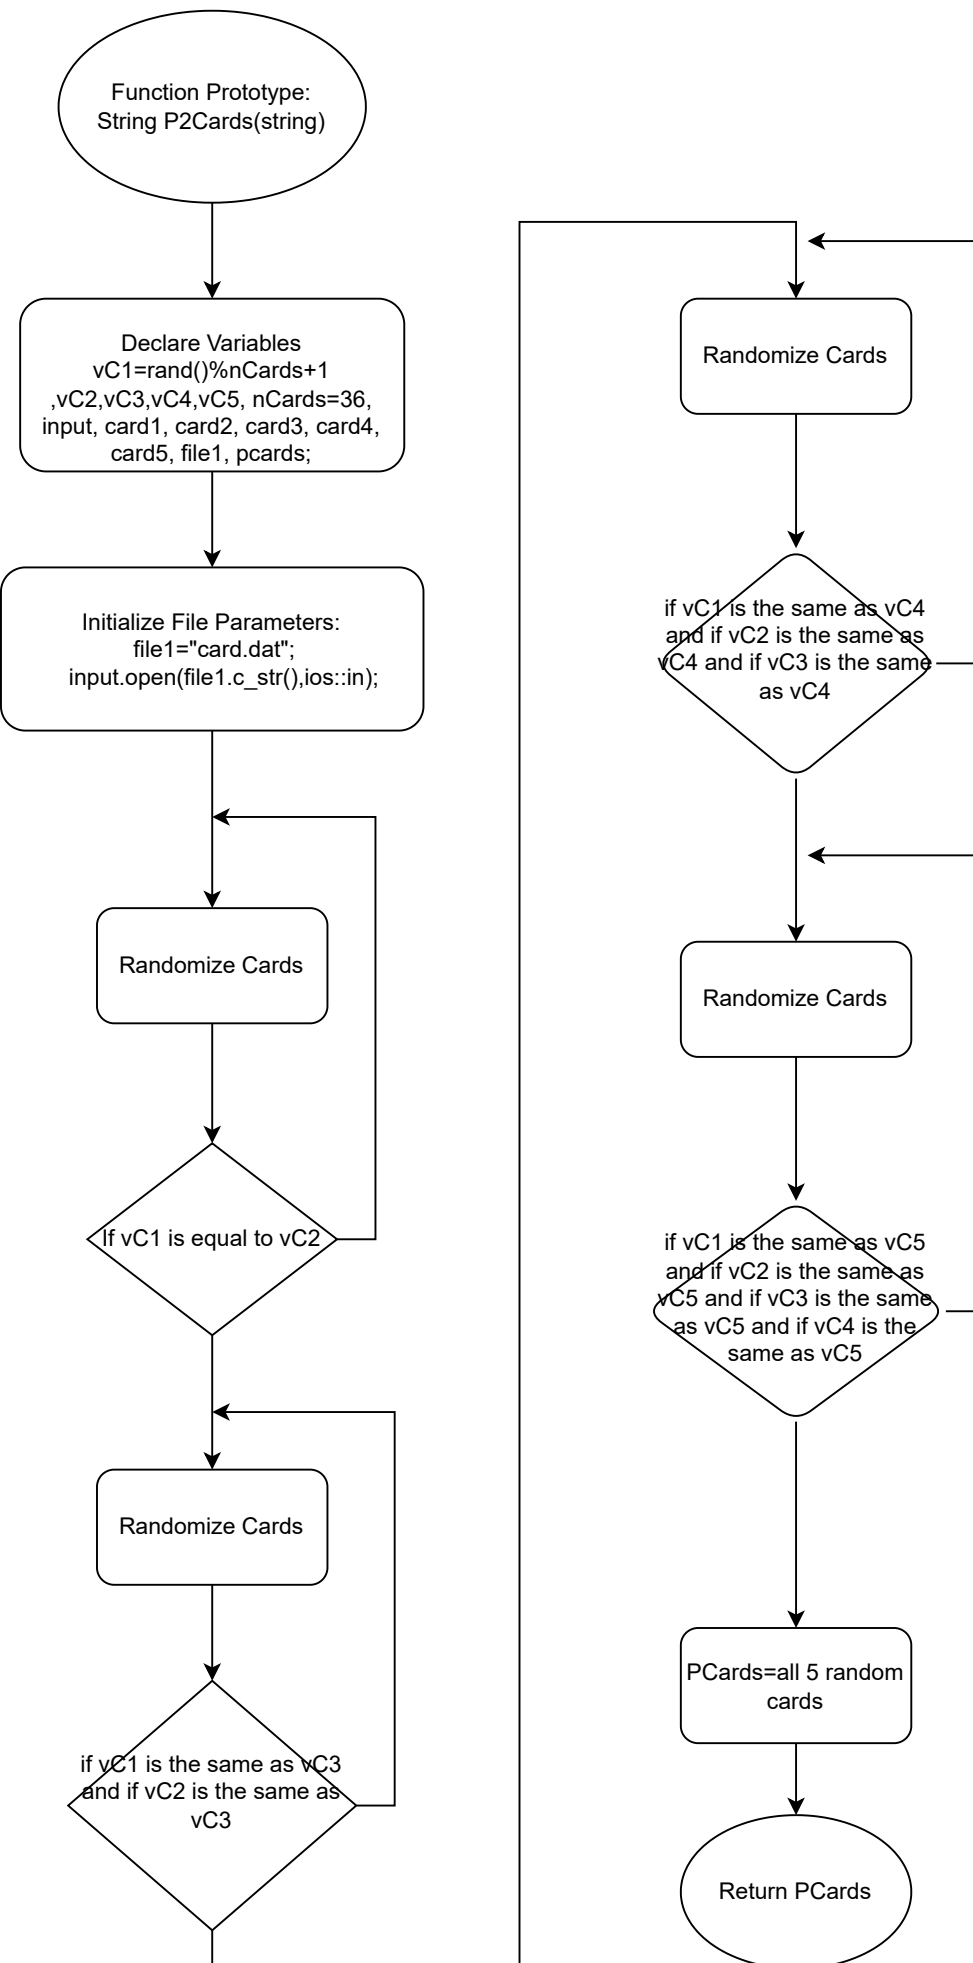 Function Prototype:
String P2Cards(string)
Declare Variables
vC1=rand()%nCards+1
,vC2,vC3,vC4,vC5, nCards=36,
input, card1, card2, card3, card4,
card5, file1, pcards;
Initialize File Parameters:
file1="card.dat";
input.open(file1.c_str(),ios::in);
Randomize Cards
If vC1 is equal to vC2
Randomize Cards
if vC1 is the same as vC3
and if vC2 is the same as
vC3
Randomize Cards
if vC1 is the same as vC4
and if vC2 is the same as
vC4 and if vC3 is the same
as vC4
Randomize Cards
if vC1 is the same as vC5
and if vC2 is the same as
vC5 and if vC3 is the same
as vC5 and if vC4 is the
same as vC5
PCards=all 5 random
cards
Return PCards